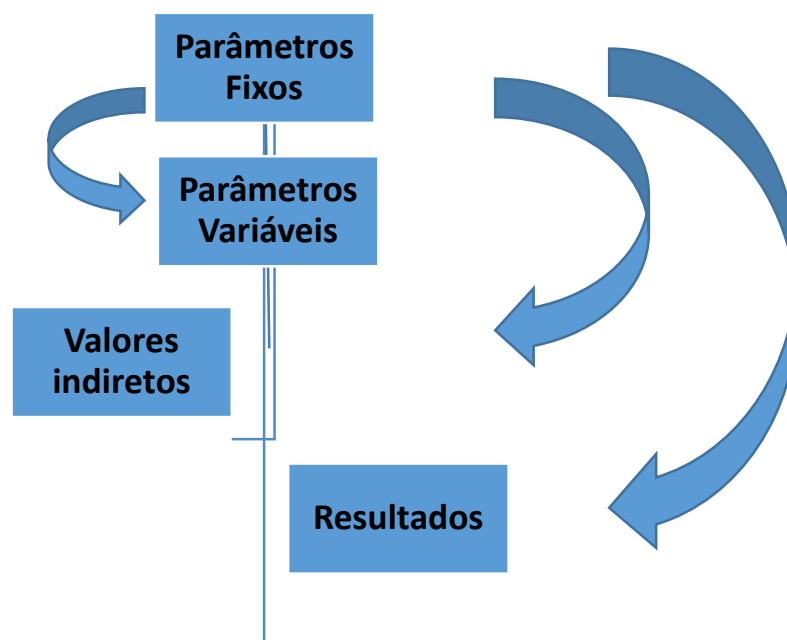 Parâmetros
Fixos
Parâmetros
Variáveis
Valores
indiretos
Resultados